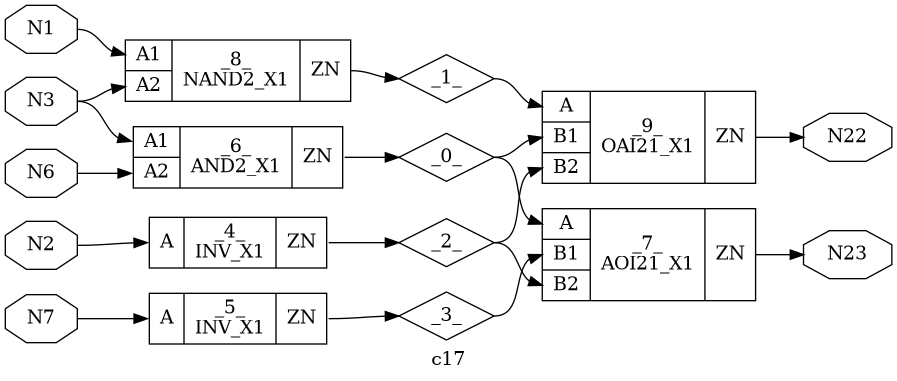 N1
N3
N6
N2
N7
A1
A2
_8_
NAND2_X1
ZN
A1
A2
_6_
AND2_X1
ZN
A
_4_
INV_X1
ZN
A
_5_
INV_X1
ZN
_1_
_0_
_2_
_3_
A
B1
B2
_9_
OAI21_X1
ZN
A
B1
B2
_7_
AOI21_X1
ZN
N22
N23
c17